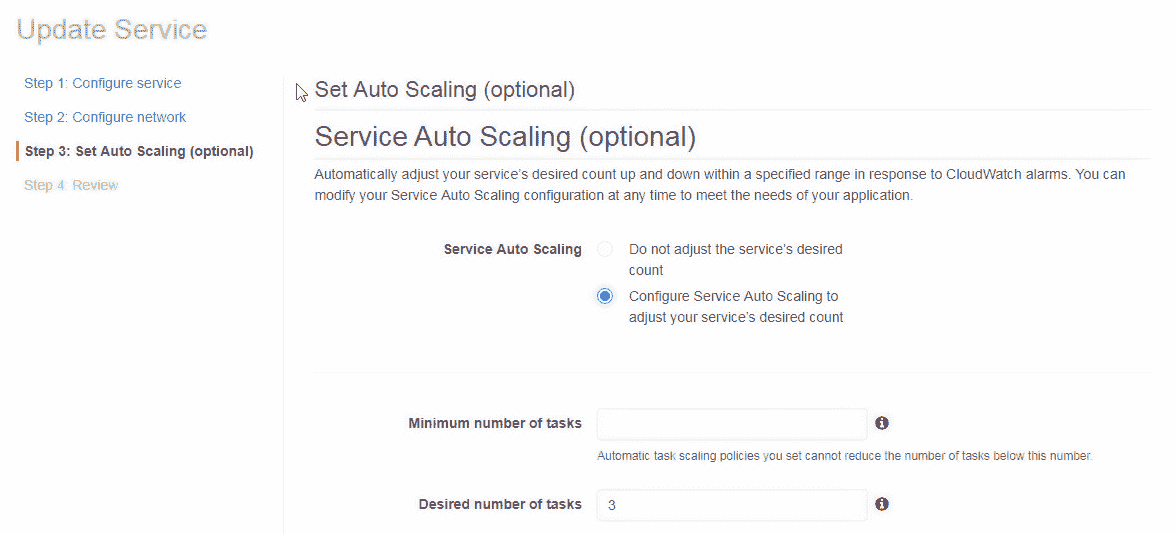 Update Service
Step 1: Configure service
Step 2: Configure network
Step 3: Set Auto Scaling (optional)
Step 4: Review
Set Auto Scaling (optional)
Service Auto Scaling (optional)
Automatically adjust your service’s desired count up and down within a specified range in response to CloudWatch alarms. You can
modify your Service Auto Scaling configuration at any time to meet the needs of your application.
Service Auto Scaling
Do not adjust the service’s desired
count
Configure Service Auto Scaling to
adjust your service’s desired count
Minimum number of tasks
Automatic task scaling policies you set cannot reduce the number of tasks below this number.
Desired number of tasks
3